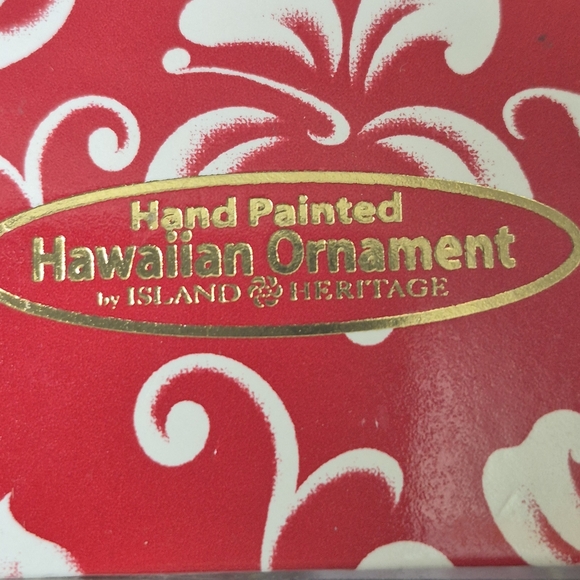 Hand Painted
Hawaiian Ornament
by ISLAND HERITAGE